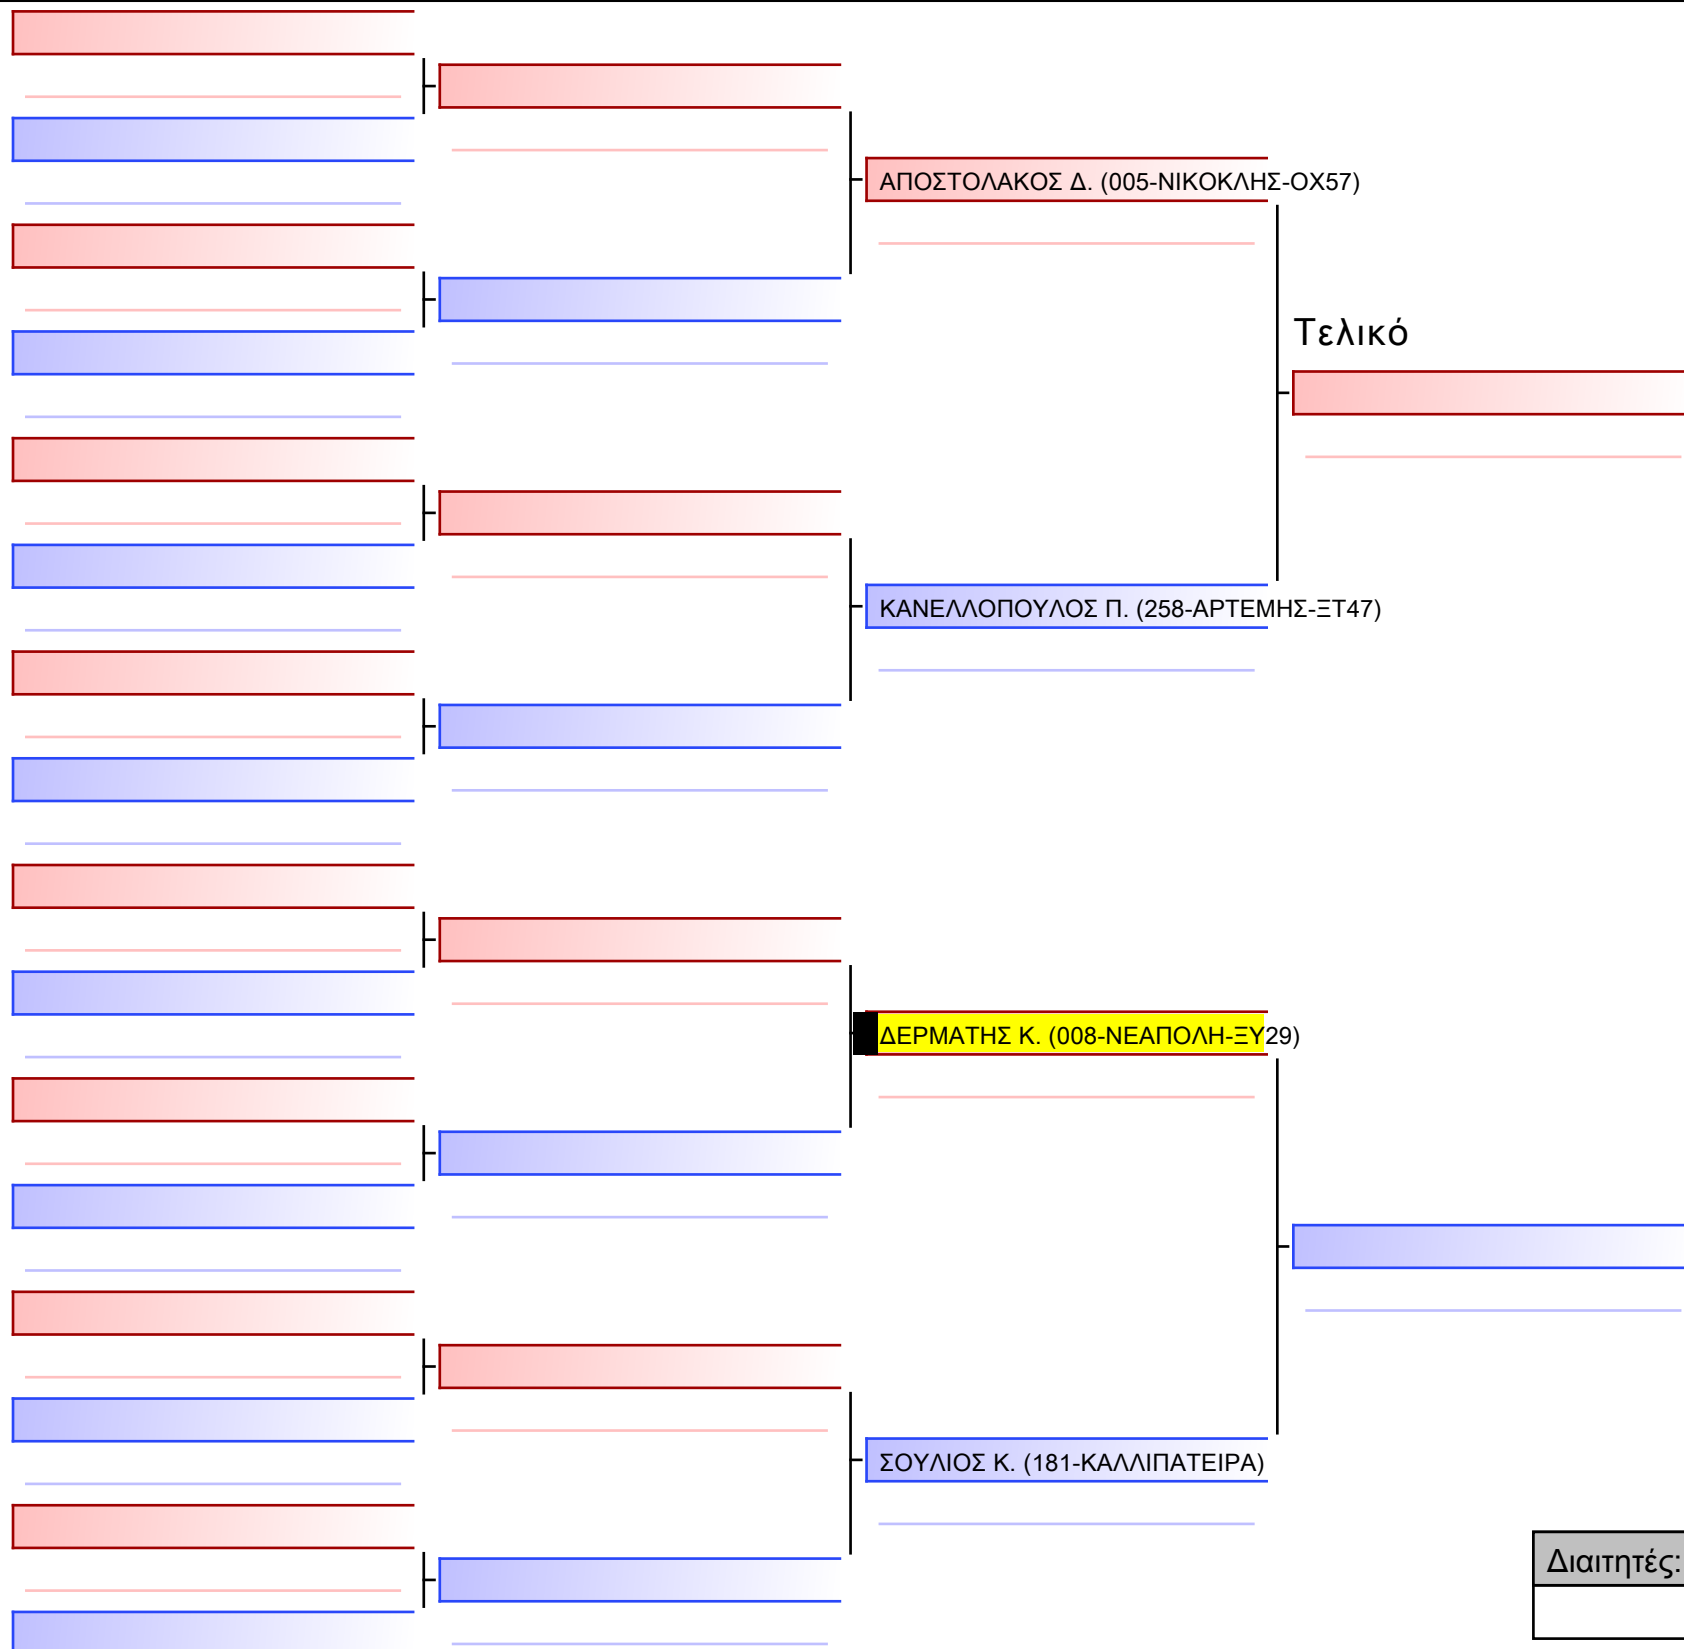 ΑΠΟΣΤΟΛΑΚΟΣ Δ. (005-ΝΙΚΟΚΛΗΣ-ΟΧ57)
Τελικό
ΚΑΝΕΛΛΟΠΟΥΛΟΣ Π. (258-ΑΡΤΕΜΗΣ-ΞΤ47)
ΔΕΡΜΑΤΗΣ Κ. (008-ΝΕΑΠΟΛΗ-ΞΥ29)
ΣΟΥΛΙΟΣ Κ. (181-ΚΑΛΛΙΠΑΤΕΙΡΑ)
Διαιτητές: